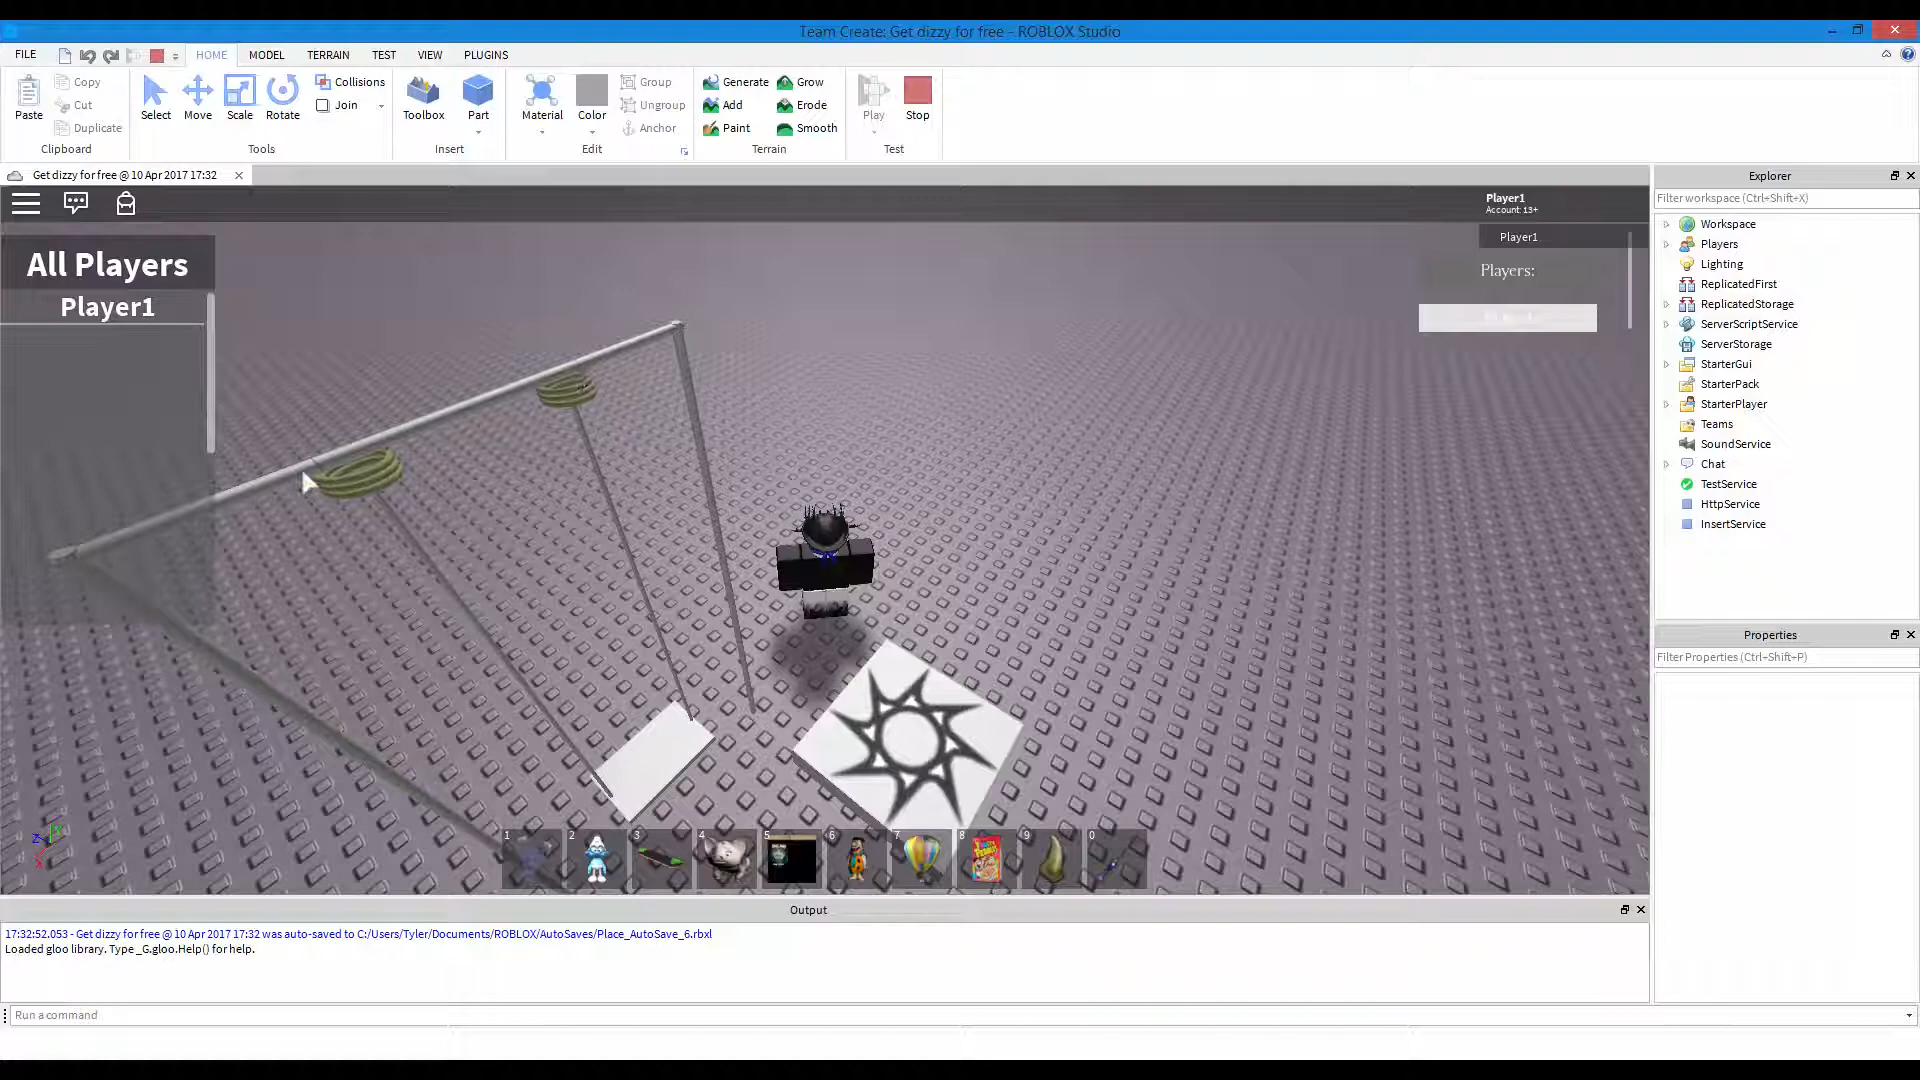 Team Create: Get dizzy for free - ROBLOX Studio
FILE
HOME
MODEL
TERRAIN
TEST
VIEW
PLUGINS
Paste
Copy
Cut
Duplicate
Clipboard
Select
Move
Scale
Rotate
Collisions
Join
Tools
Toolbox
Part
Insert
Material
Color
Group
Ungroup
Anchor
Edit
Generate
Grow
Add
Erode
Paint
Smooth
Terrain
Play
Stop
Test
Get dizzy for free @ 10 Apr 2017 17:32
Player1
Account: 13+
Player1
Players:
All Players
Player1
1 2 3 4 5 6 7 8 9 0
Explorer
Filter workspace (Ctrl+Shift+X)
Workspace
Players
Lighting
ReplicatedFirst
ReplicatedStorage
ServerScriptService
ServerStorage
StarterGui
StarterPack
StarterPlayer
Teams
SoundService
Chat
TestService
HttpService
InsertService
Properties
Filter Properties (Ctrl+Shift+P)
Output
17:32:52.053 - Get dizzy for free @ 10 Apr 2017 17:32 was auto-saved to C:/Users/Tyler/Documents/ROBLOX/AutoSaves/Place_AutoSave_6.rbxl
Loaded gloo library. Type _G.gloo.Help() for help.
Run a command